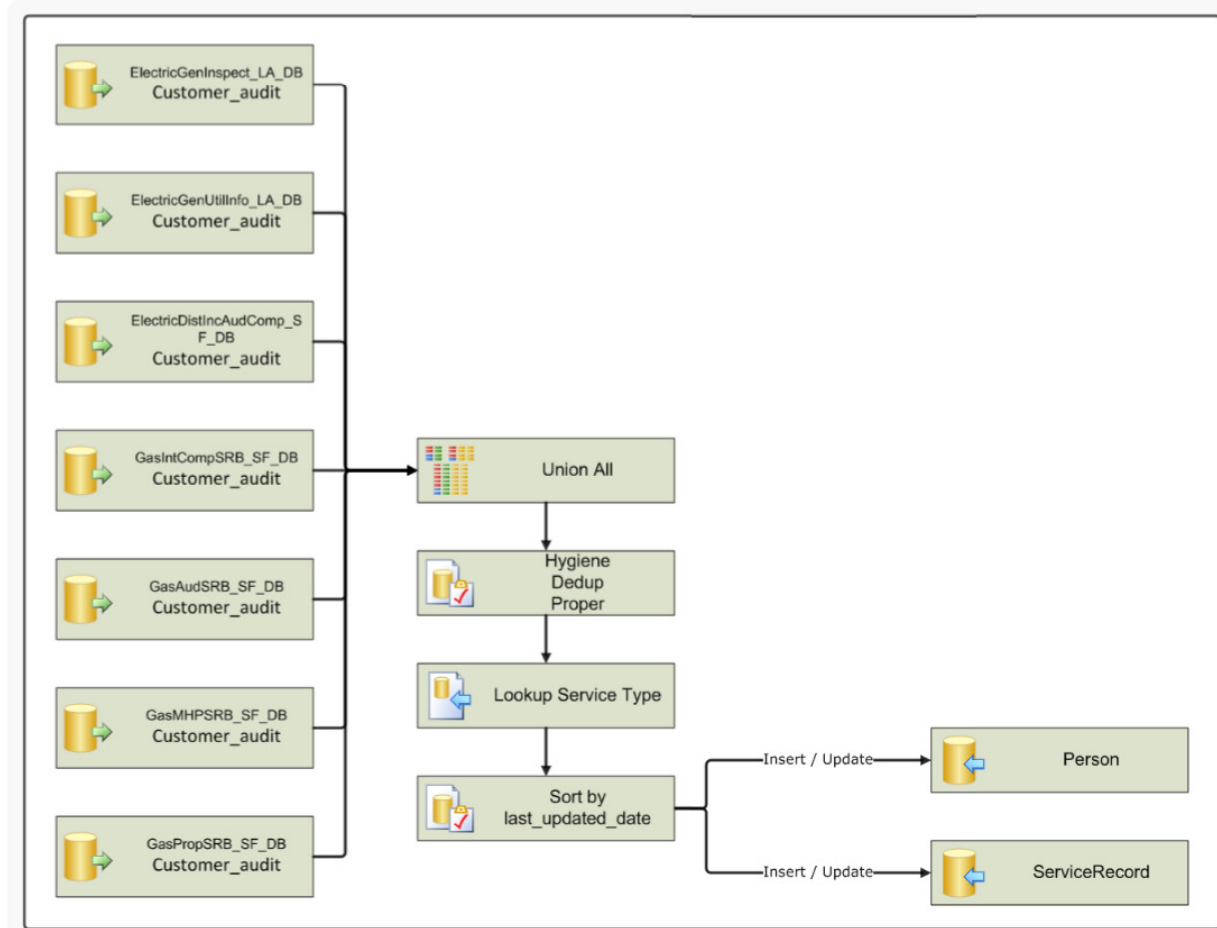 ElectricGenInspect_LA_DB
Customer_audit
ElectricGenUtilInfo_LA_DB
Customer_audit
ElectricDistIncAudComp_S
F_DB
Customer_audit
GasIntCompSRB_SF_DB
Customer_audit
GasAudSRB_SF_DB
Customer_audit
GasMHPSRB_SF_DB
Customer_audit
GasPropSRB_SF_DB
Customer_audit
Union All
Hygiene
Dedup
Proper
Lookup Service Type
Sort by
last_updated_date
Insert / Update
Person
Insert / Update
ServiceRecord